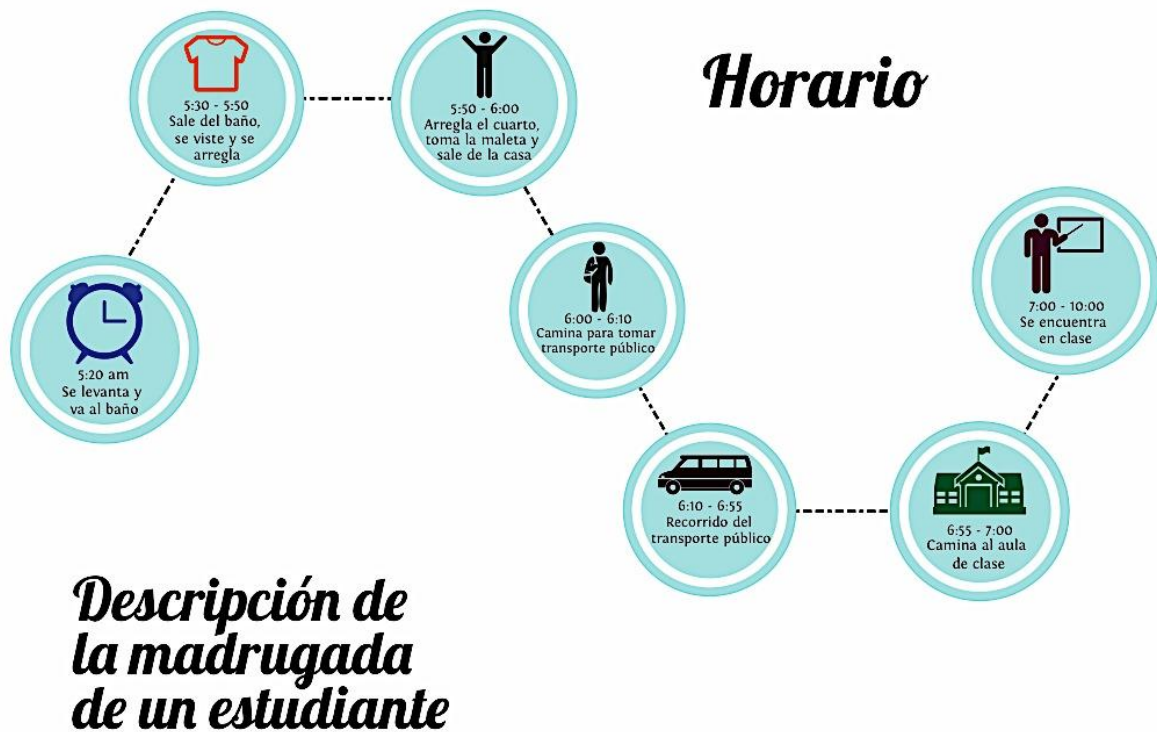 Horario
5:20 am
Se levanta y
va al baño
5:30 - 5:50
Sale del baño,
se viste y se
arregla
5:50 - 6:00
Arregla el cuarto,
toma la maleta y
sale de la casa
6:00 - 6:10
Camina para tomar
transporte público
6:10 - 6:55
Recorrido del
transporte público
6:55 - 7:00
Camina al aula
de clase
7:00 - 10:00
Se encuentra
en clase
Descripción de
la madrugada
de un estudiante